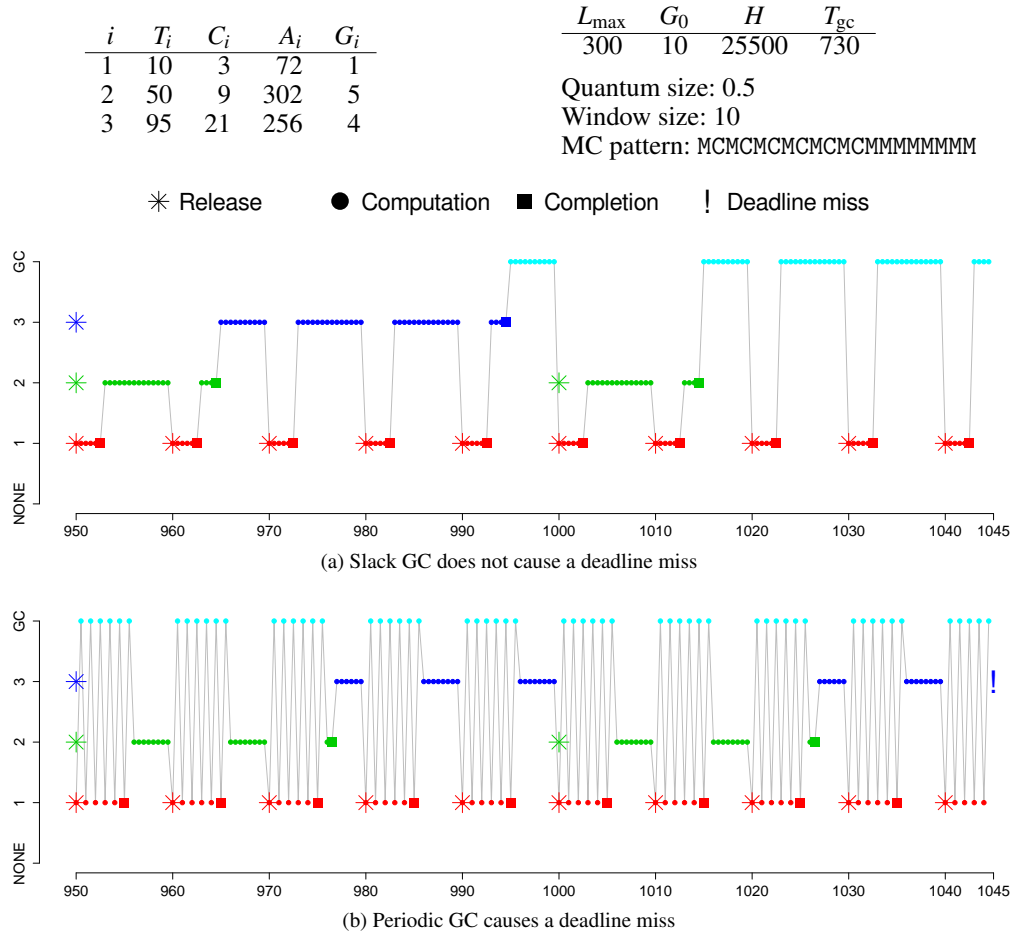 i T_i C_i A_i G_i
1 10 3 72 1
2 50 9 302 5
3 95 21 256 4
L_max G_0 H T_gc
300 10 25500 730
Quantum size: 0.5
Window size: 10
MC pattern: MCMCMCMCMCMCMMMMMMMM
Release Computation Completion ! Deadline miss
GC
3
2
1
NONE
950 960 970 980 990 1000 1010 1020 1030 1040 1045
(a) Slack GC does not cause a deadline miss
GC
3
2
1
NONE
!
950 960 970 980 990 1000 1010 1020 1030 1040 1045
(b) Periodic GC causes a deadline miss